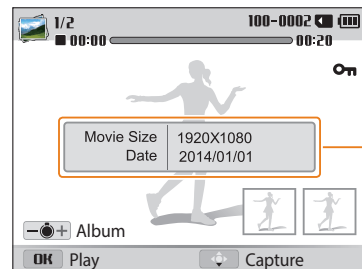 1/2 100-0002
00:00 00:20
Movie Size 1920X1080
Date 2014/01/01
Album
OK Play Capture